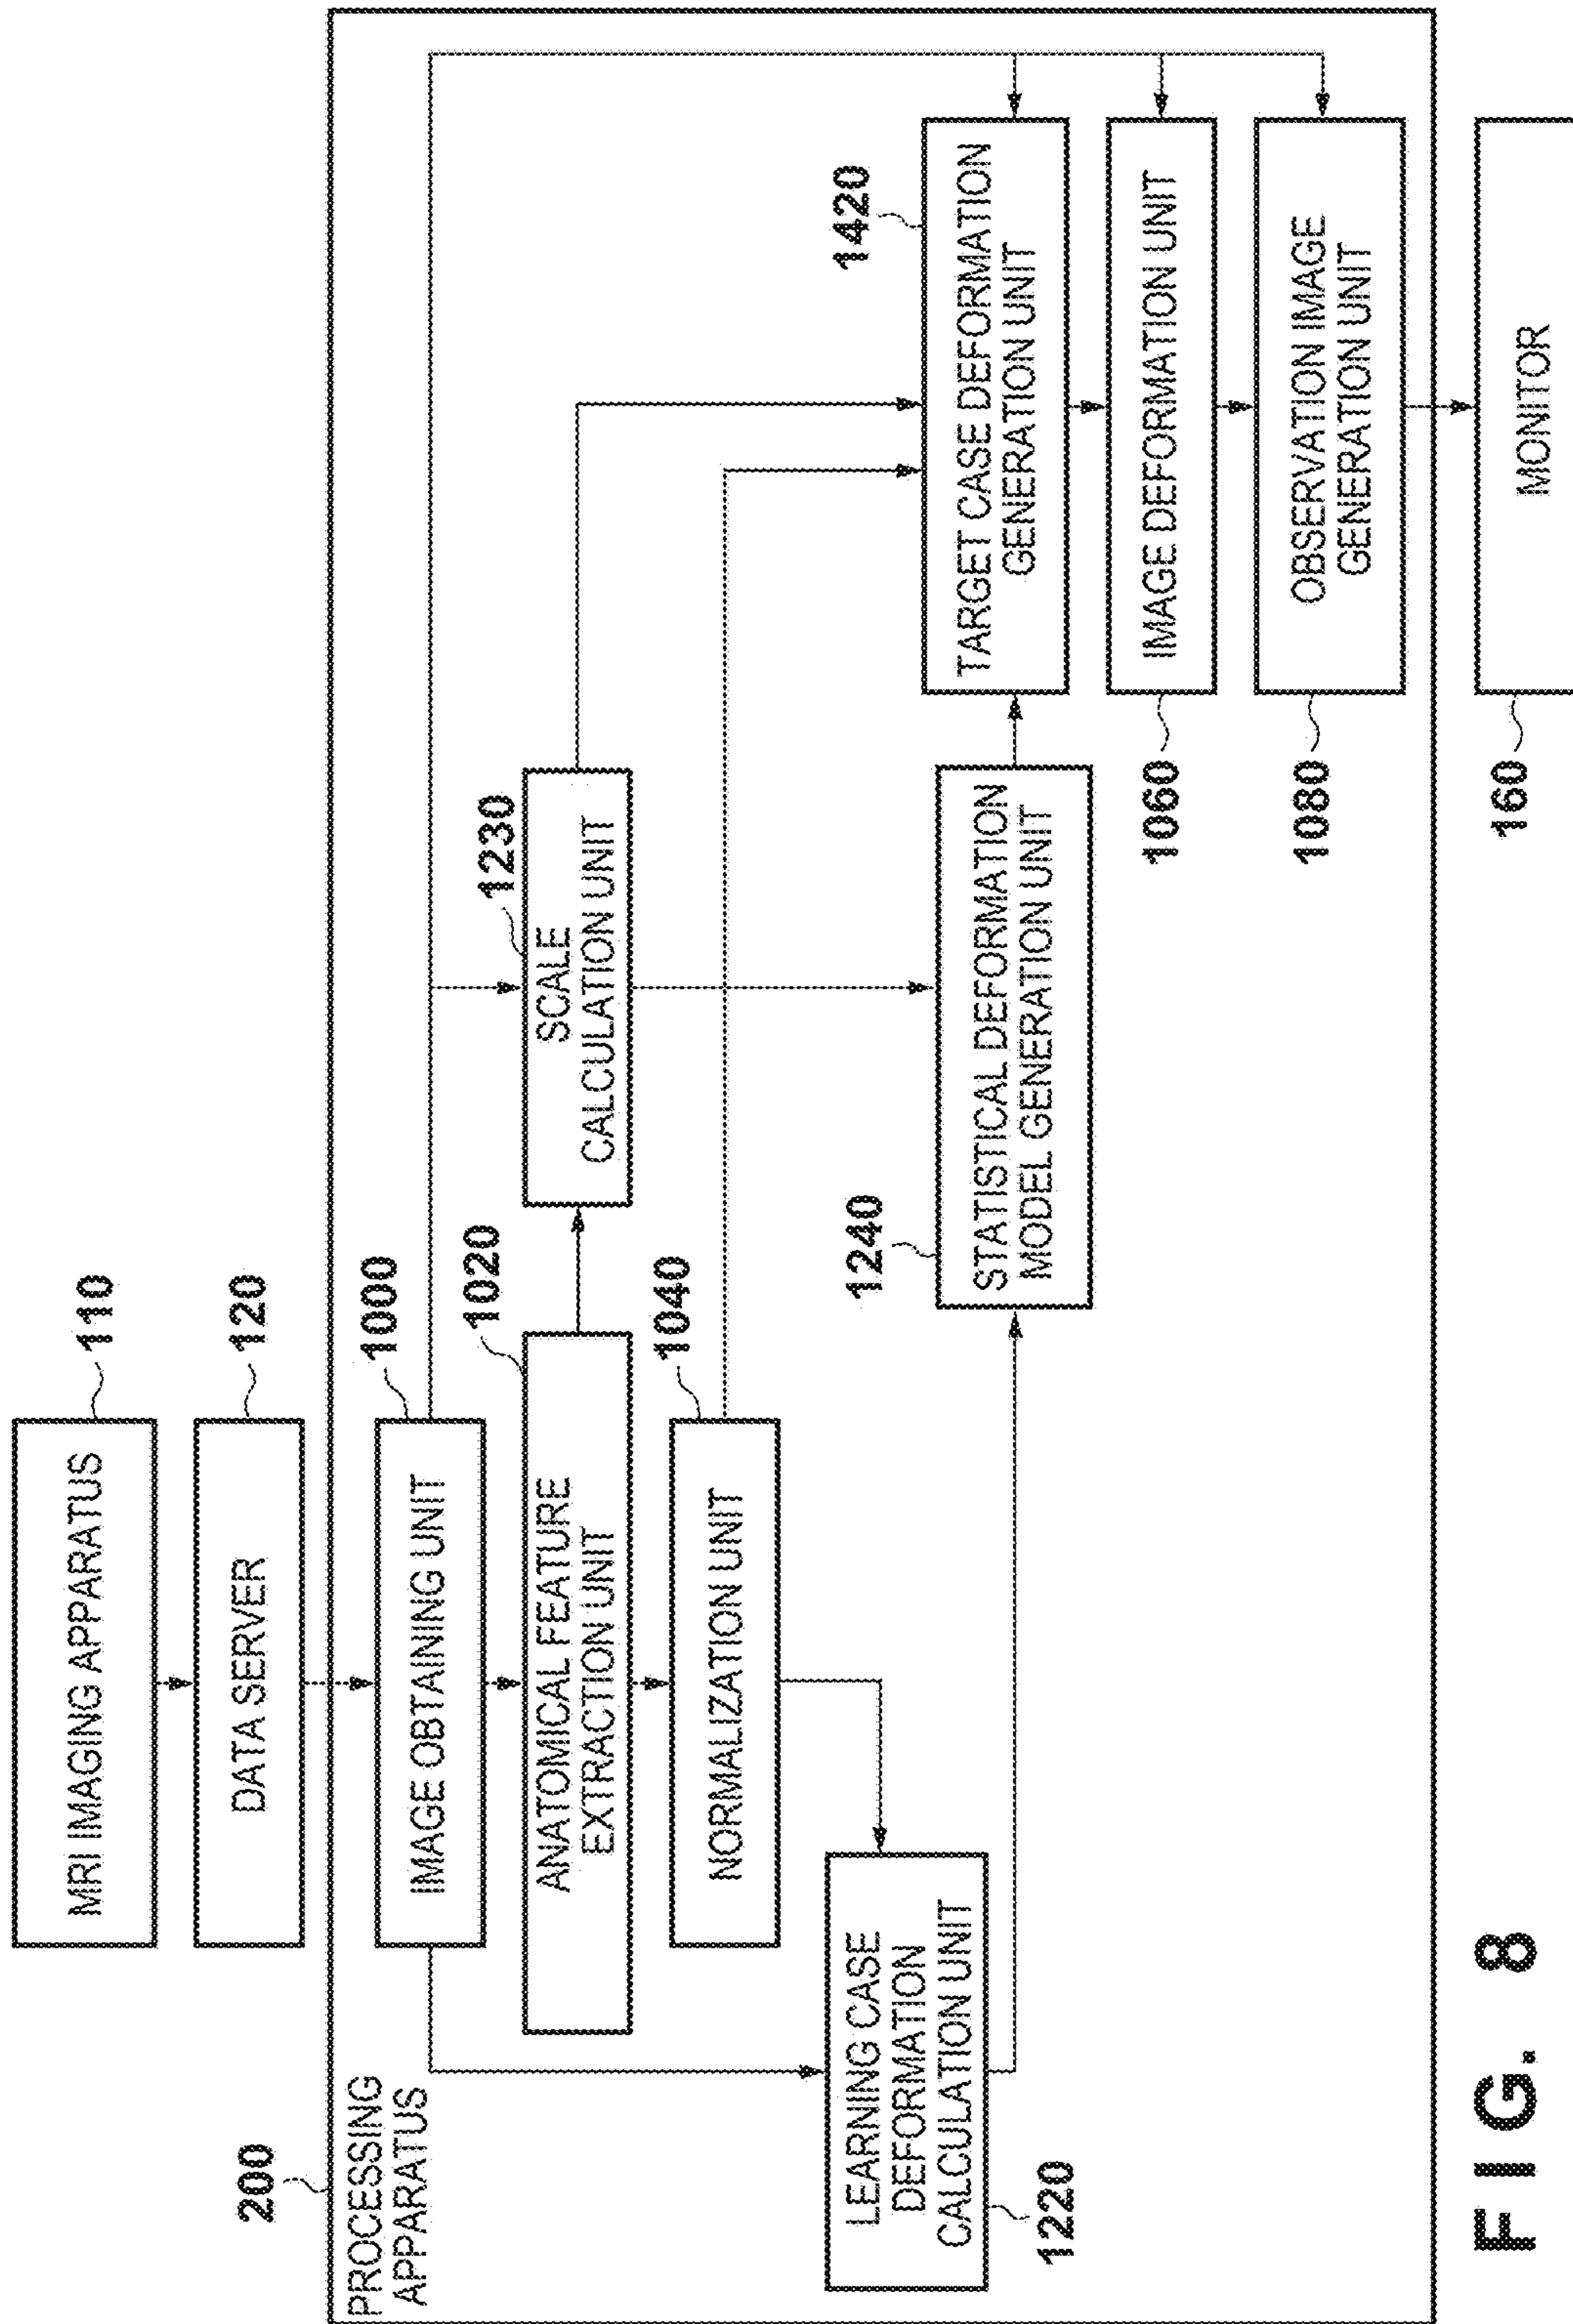 MRI IMAGING APPARATUS
110
DATA SERVER
120
200
PROCESSING
APPARATUS
IMAGE OBTAINING UNIT
1000
ANATOMICAL FEATURE
EXTRACTION UNIT
1020
SCALE
CALCULATION UNIT
1230
NORMALIZATION UNIT
1040
LEARNING CASE
DEFORMATION
CALCULATION UNIT
1220
STATISTICAL DEFORMATION
MODEL GENERATION UNIT
1240
TARGET CASE DEFORMATION
GENERATION UNIT
1420
IMAGE DEFORMATION UNIT
1060
OBSERVATION IMAGE
GENERATION UNIT
1080
MONITOR
160
FIG. 8